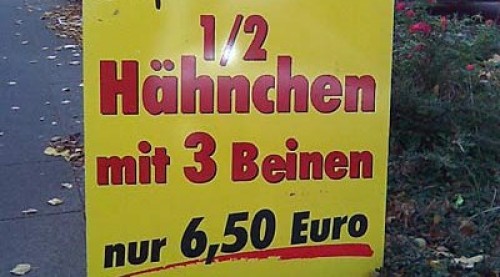 1/2
Hähnchen
mit 3 Beinen
nur 6,50 Euro